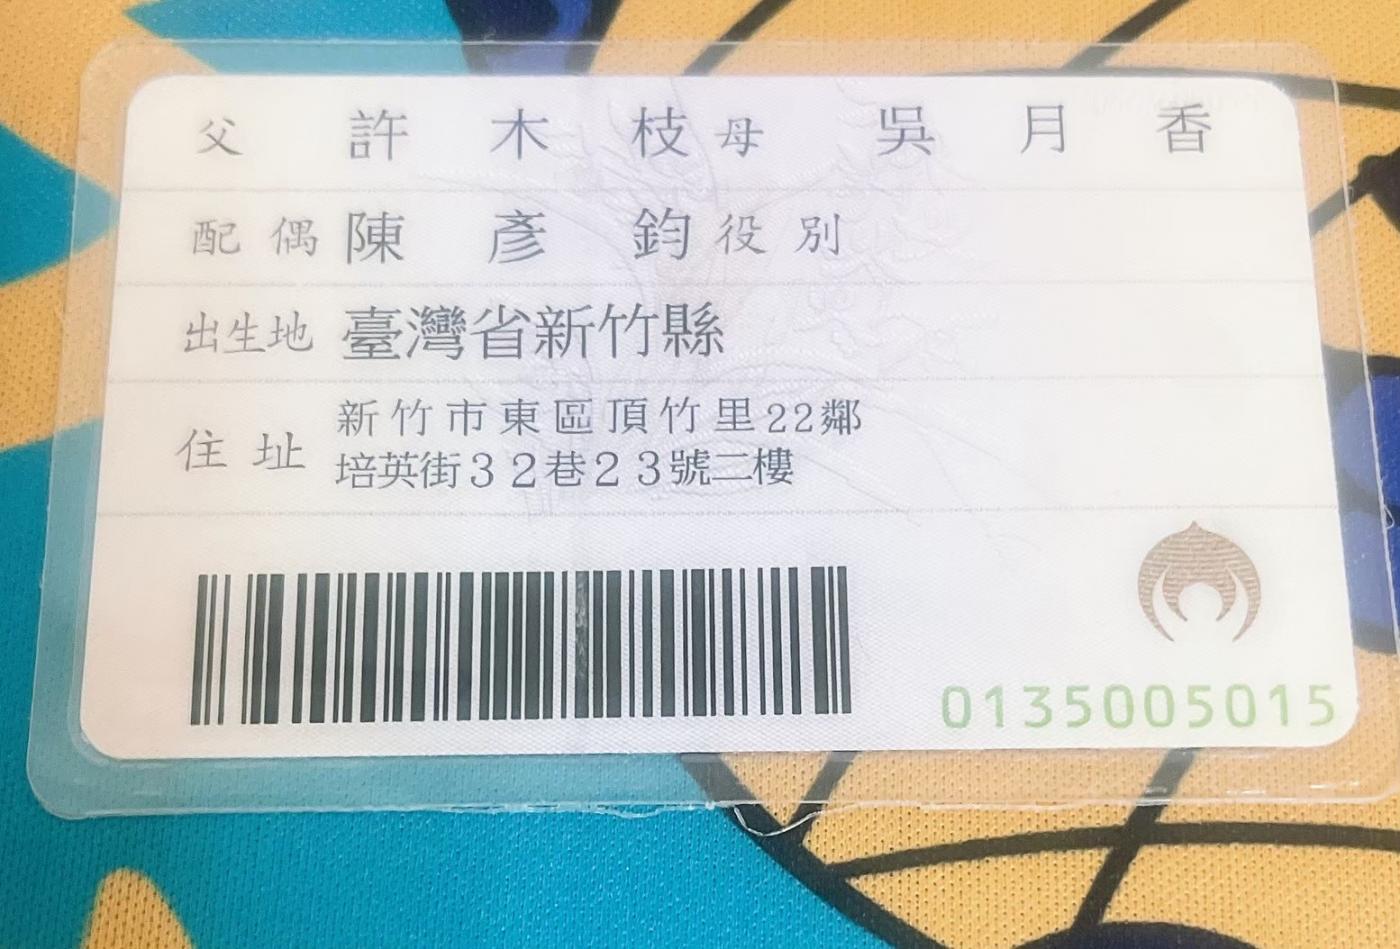 父 許木枝 母 吳月香
配偶 陳彥鈞 役別
出生地 臺灣省新竹縣
住址 新竹市東區頂竹里22鄰
培英街32巷23號二樓
0135005015